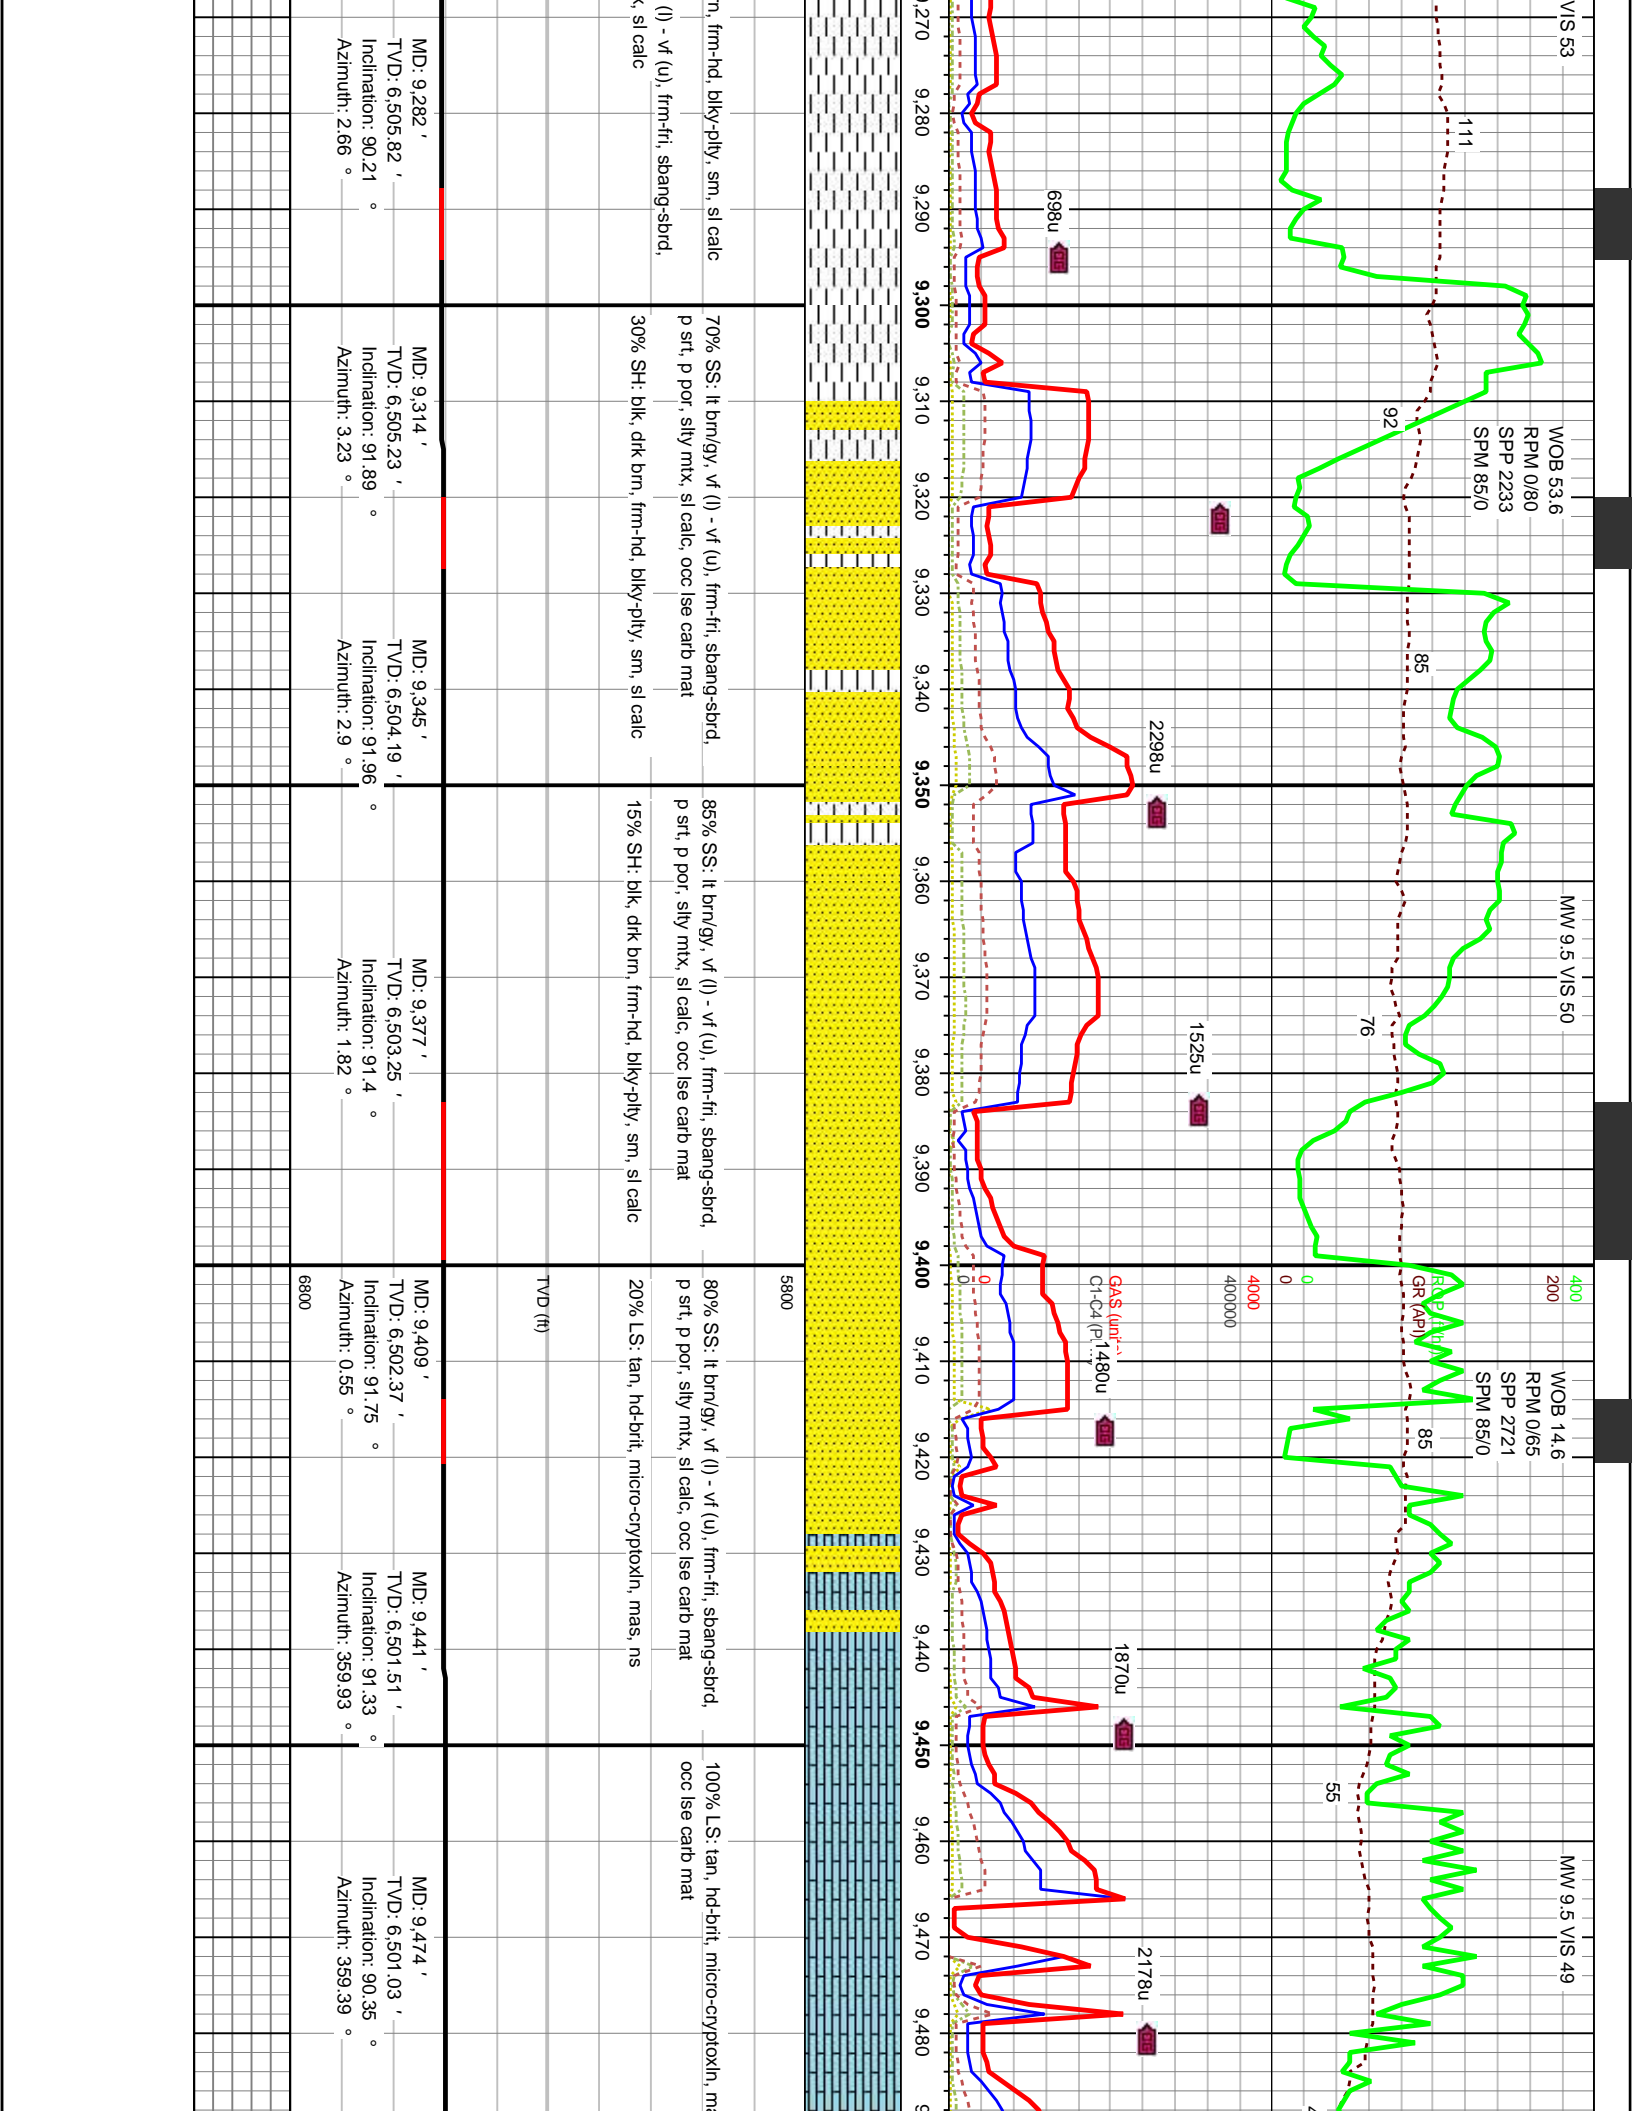 VIS 53
111
698u
92
WOB 53.6
RPM 0/80
SPP 2233
SPM 85/0
85
2298u
MW 9.5 VIS 50
76
1525u
400
200
ROP (ft/hr)
GR (API)
0
0
4000
400000
GAS (units)
C1-C4 (P
0
0
1480u
WOB 14.6
RPM 0/65
SPP 2721
SPM 85/0
85
1870u
55
MW 9.5 VIS 49
2178u
,270
9,280
9,290
9,300
9,310
9,320
9,330
9,340
9,350
9,360
9,370
9,380
9,390
9,400
9,410
9,420
9,430
9,440
9,450
9,460
9,470
9,480
rn, frm-hd, blky-plty, sm, sl calc
(l) - vf (u), frm-fri, sbang-sbrd,
, sl calc
70% SS: lt brn/gy, vf (l) - vf (u), frm-fri, sbang-sbrd,
p srt, p por, slty mtx, sl calc, occ lse carb mat
30% SH: blk, drk brn, frm-hd, blky-plty, sm, sl calc
85% SS: lt brn/gy, vf (l) - vf (u), frm-fri, sbang-sbrd,
p srt, p por, slty mtx, sl calc, occ lse carb mat
15% SH: blk, drk brn, frm-hd, blky-plty, sm, sl calc
80% SS: lt brn/gy, vf (l) - vf (u), frm-fri, sbang-sbrd,
p srt, p por, slty mtx, sl calc, occ lse carb mat
20% LS: tan, hd-brit, micro-cryptoxln, mas, ns
100% LS: tan, hd-brit, micro-cryptoxln, ma
occ lse carb mat
5800
TVD (ft)
6800
MD: 9,282 '
TVD: 6,505.82 '
Inclination: 90.21 °
Azimuth: 2.66 °
MD: 9,314 '
TVD: 6,505.23 '
Inclination: 91.89 °
Azimuth: 3.23 °
MD: 9,345 '
TVD: 6,504.19 '
Inclination: 91.96 °
Azimuth: 2.9 °
MD: 9,377 '
TVD: 6,503.25 '
Inclination: 91.4 °
Azimuth: 1.82 °
MD: 9,409 '
TVD: 6,502.37 '
Inclination: 91.75 °
Azimuth: 0.55 °
MD: 9,441 '
TVD: 6,501.51 '
Inclination: 91.33 °
Azimuth: 359.93 °
MD: 9,474 '
TVD: 6,501.03 '
Inclination: 90.35 °
Azimuth: 359.39 °